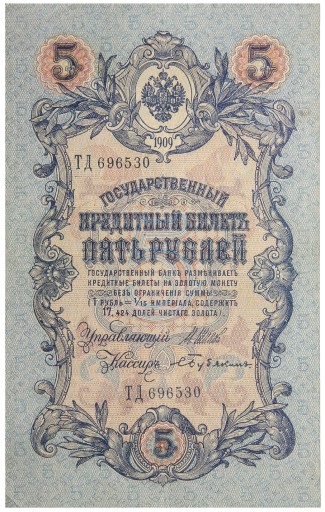 5 5
1909
ТД 696530
ГОСУДАРСТВЕННЫЙ
КРЕДИТНЫЙ БИЛЕТЪ
ПЯТЬ РУБЛЕЙ
ГОСУДАРСТВЕННЫЙ БАНКЪ РАЗМѢНИВАЕТЪ
КРЕДИТНЫЕ БИЛЕТЫ НА ЗОЛОТУЮ МОНЕТУ
БЕЗЪ ОГРАНИЧЕНІЯ СУММЫ
(1 РУБЛЬ = 1/15 ИМПЕРІАЛА, СОДЕРЖИТЪ
17,424 ДОЛЕЙ ЧИСТАГО ЗОЛОТА).
Управляющій
Кассиръ
ТД 696530
5